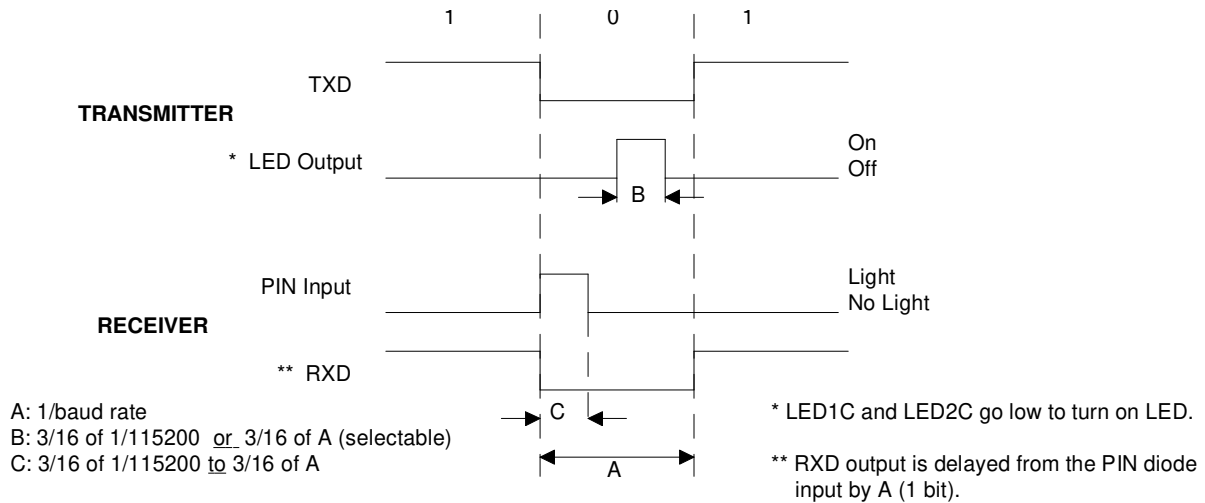 1 0 1
TXD
TRANSMITTER
* LED Output
On
Off
B
PIN Input
Light
No Light
RECEIVER
** RXD
C
A: 1/baud rate
B: 3/16 of 1/115200 or 3/16 of A (selectable)
C: 3/16 of 1/115200 to 3/16 of A
A
* LED1C and LED2C go low to turn on LED.
** RXD output is delayed from the PIN diode
input by A (1 bit).